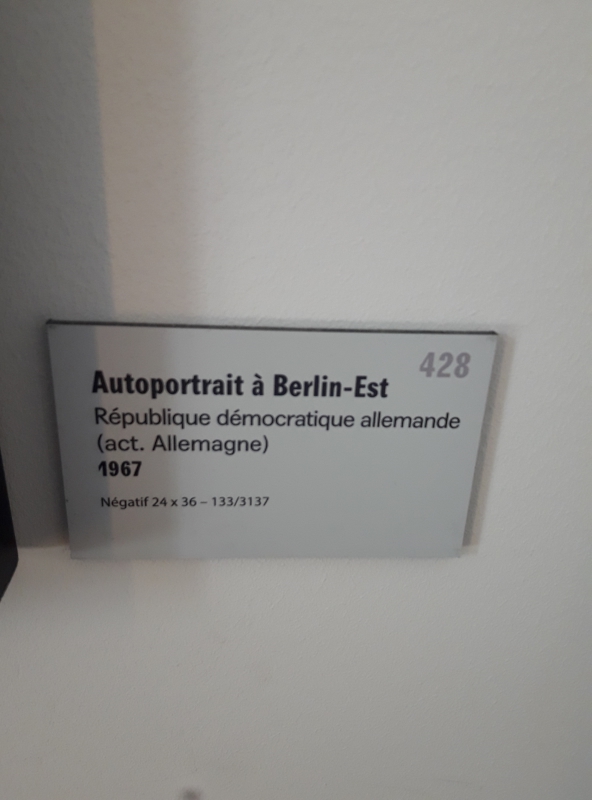 428
Autoportrait à Berlin-Est
République démocratique allemande
(act. Allemagne)
1967
Négatif 24 x 36 – 133/3137